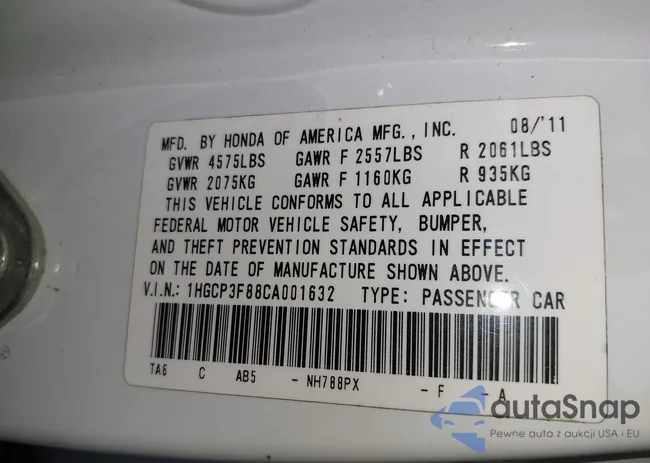 MFD. BY HONDA OF AMERICA MFG., INC. 08/'11
GVWR 4575LBS GAWR F 2557LBS R 2061LBS
GVWR 2075KG GAWR F 1160KG R 935KG
THIS VEHICLE CONFORMS TO ALL APPLICABLE
FEDERAL MOTOR VEHICLE SAFETY, BUMPER,
AND THEFT PREVENTION STANDARDS IN EFFECT
ON THE DATE OF MANUFACTURE SHOWN ABOVE.
V.I.N.: 1HGCP3F88CA001632 TYPE: PASSENGER CAR
TA6 C AB5 - NH788PX - F - A
autaSnap
Pewne auta z aukcji USA i EU